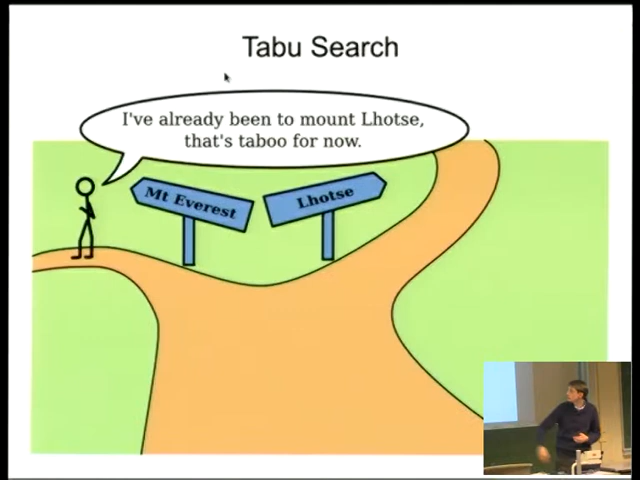 Tabu Search
I've already been to mount Lhotse,
that's taboo for now.
Mt Everest
Lhotse